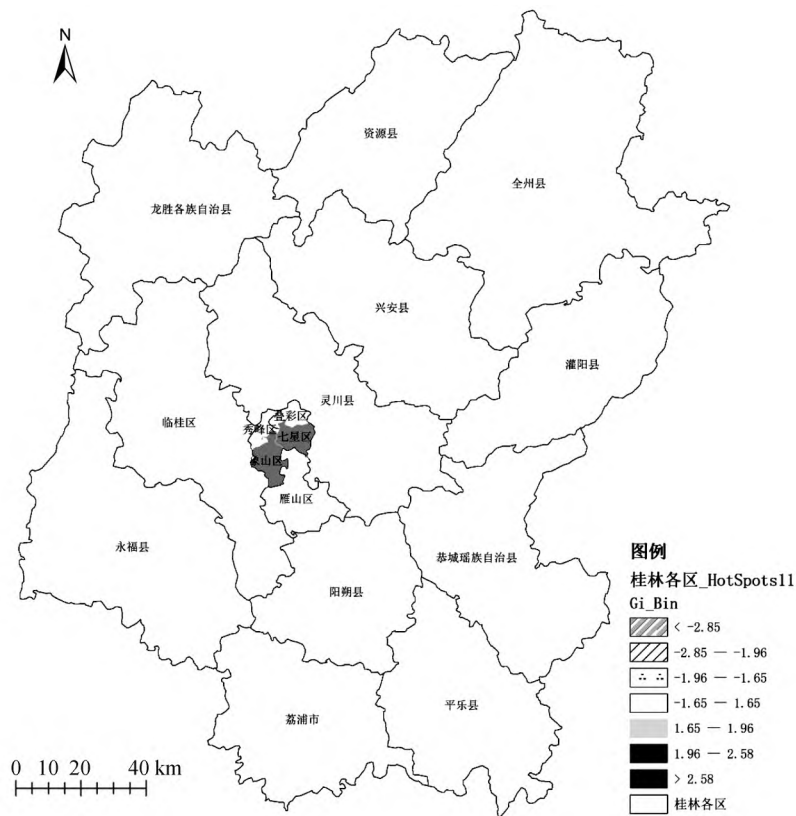 N
资源县
全州县
龙胜各族自治县
兴安县
灌阳县
灵川县
临桂区
叠彩区
秀峰区
七星区
象山区
雁山区
永福县
恭城瑶族自治县
阳朔县
平乐县
荔浦市
图例
桂林各区_HotSpots11
Gi_Bin
< -2.85
-2.85 — -1.96
-1.96 — -1.65
-1.65 — 1.65
1.65 — 1.96
1.96 — 2.58
> 2.58
桂林各区
0 10 20 40 km